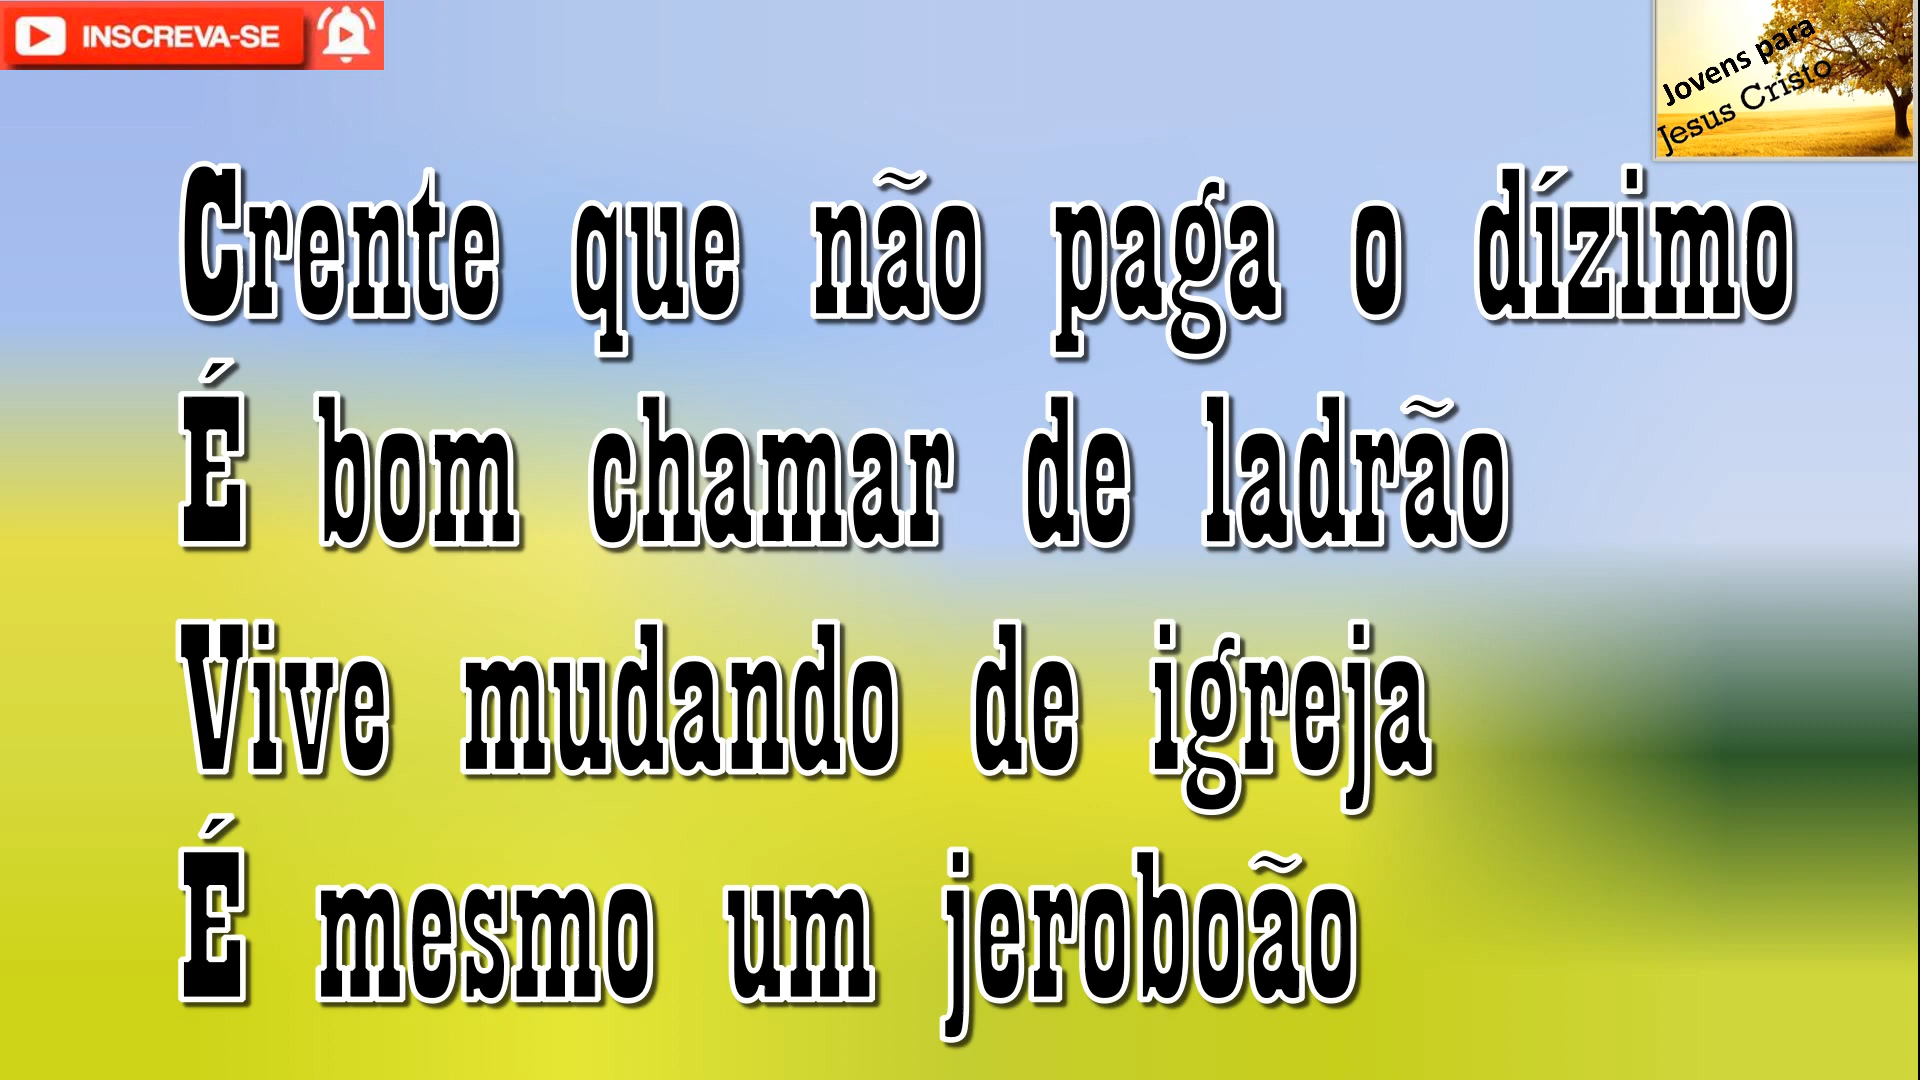 INSCREVA-SE
Jovens para
Jesus Cristo
Crente que não paga o dízimo
É bom chamar de ladrão
Vive mudando de igreja
É mesmo um jeroboão